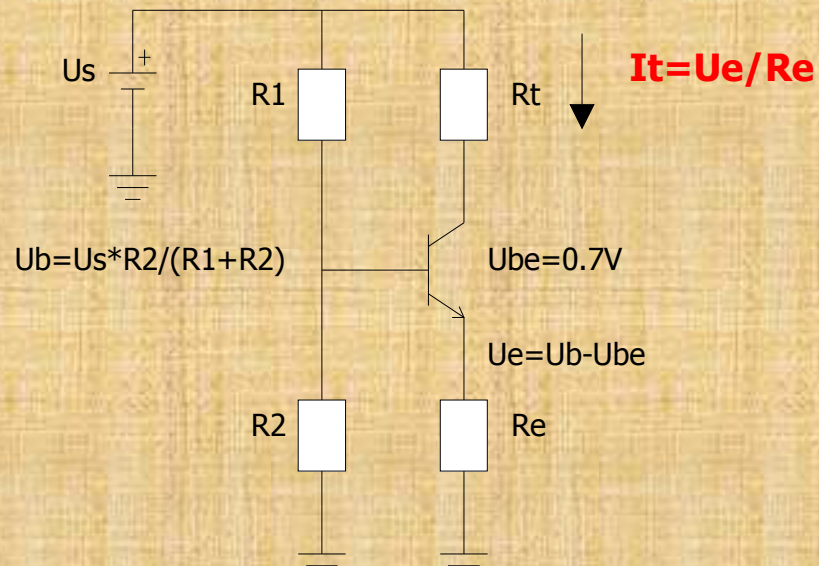 Us
+
R1
Rt
It=Ue/Re
Ub=Us*R2/(R1+R2)
Ube=0.7V
Ue=Ub-Ube
R2
Re